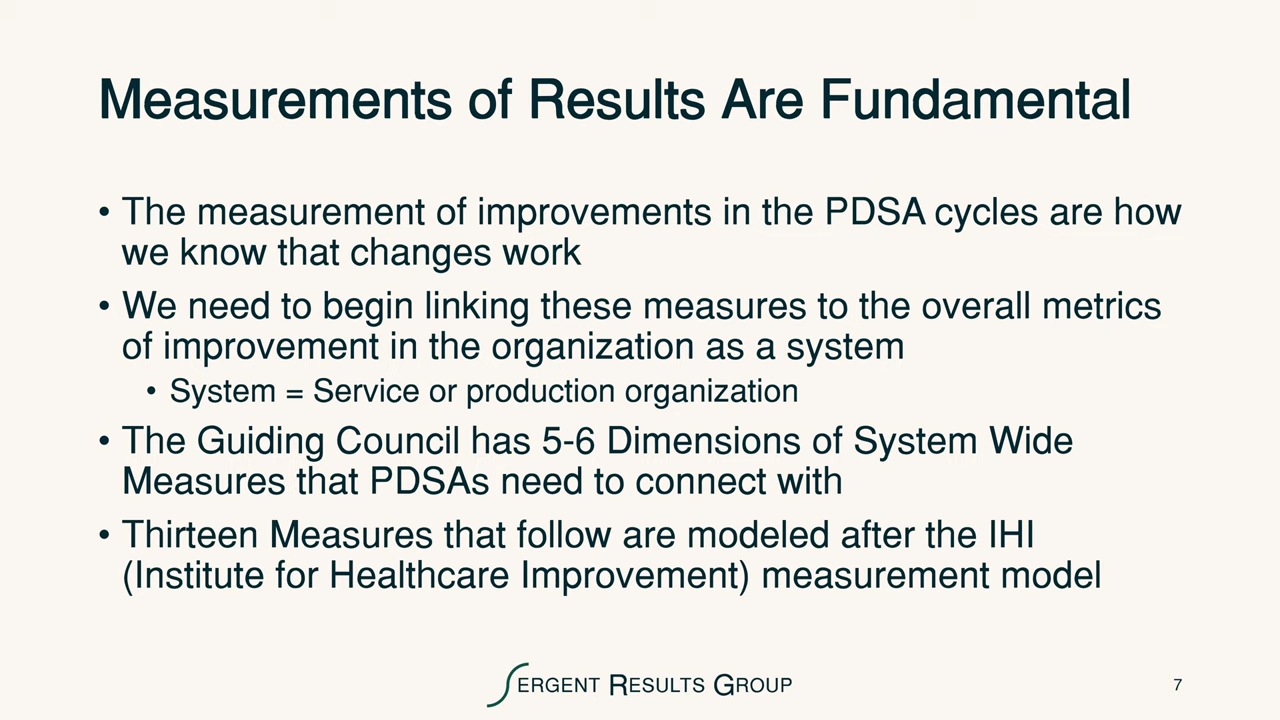 Measurements of Results Are Fundamental
• The measurement of improvements in the PDSA cycles are how
we know that changes work
• We need to begin linking these measures to the overall metrics
of improvement in the organization as a system
• System = Service or production organization
• The Guiding Council has 5-6 Dimensions of System Wide
Measures that PDSAs need to connect with
• Thirteen Measures that follow are modeled after the IHI
(Institute for Healthcare Improvement) measurement model
SERGENT RESULTS GROUP
7